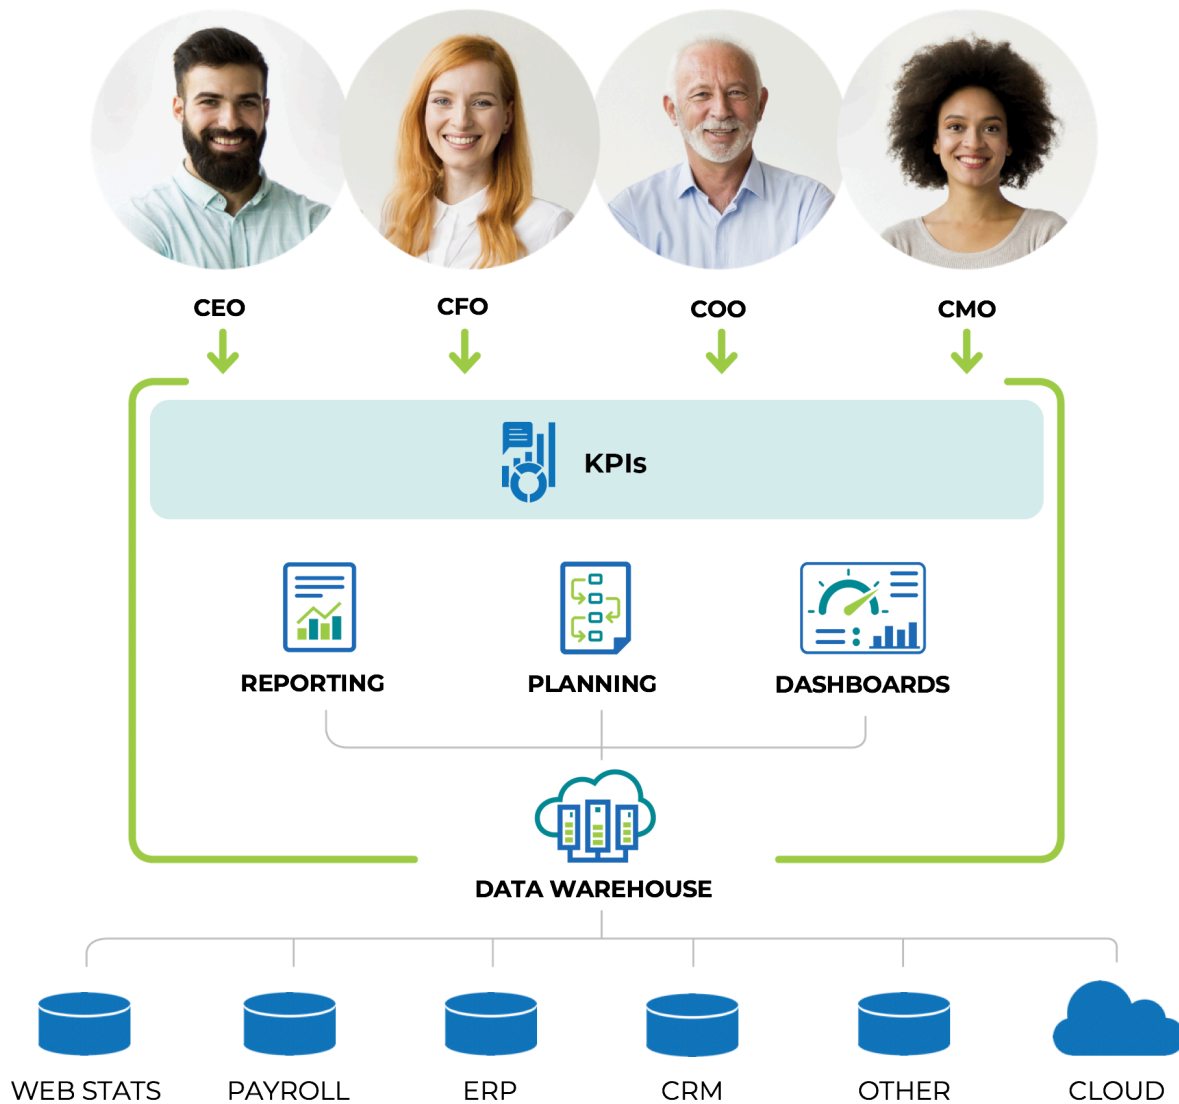 CEO
CFO
COO
CMO
KPIs
REPORTING
PLANNING
DASHBOARDS
DATA WAREHOUSE
WEB STATS
PAYROLL
ERP
CRM
OTHER
CLOUD